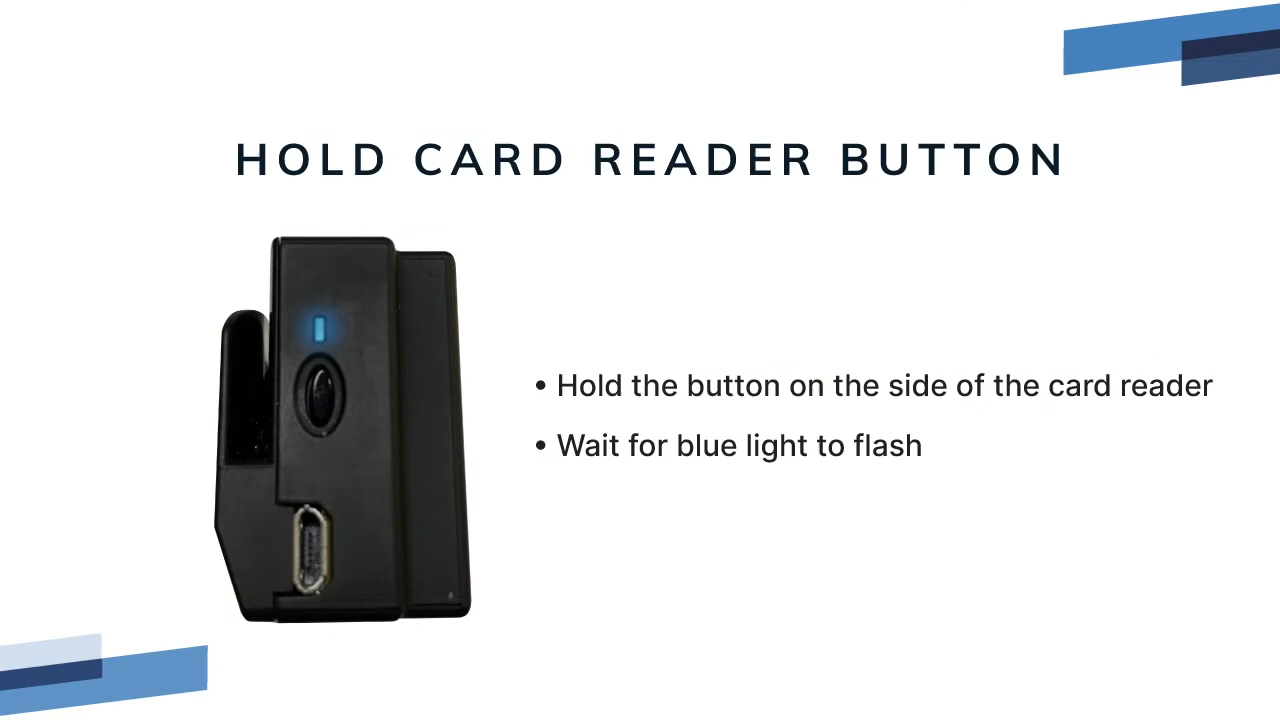 HOLD CARD READER BUTTON
• Hold the button on the side of the card reader
• Wait for blue light to flash